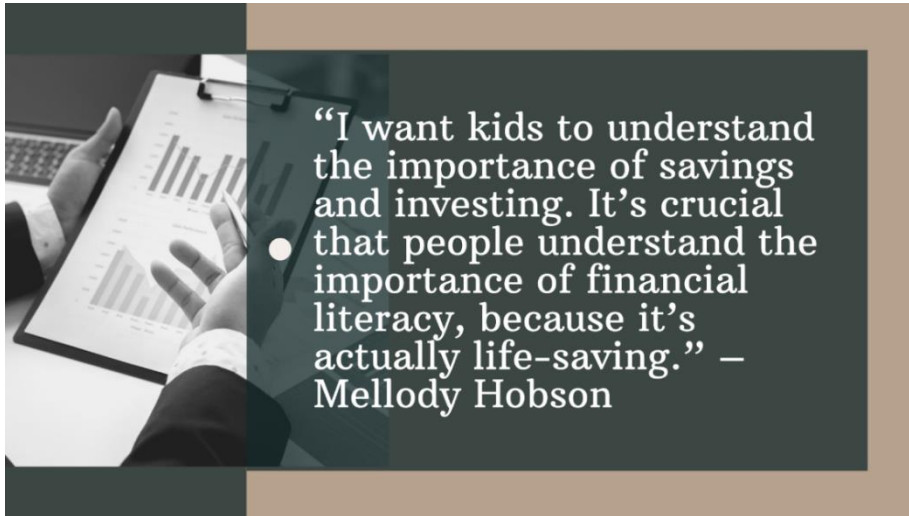 “I want kids to understand
the importance of savings
and investing. It’s crucial
that people understand the
importance of financial
literacy, because it’s
actually life-saving.” –
Mellody Hobson